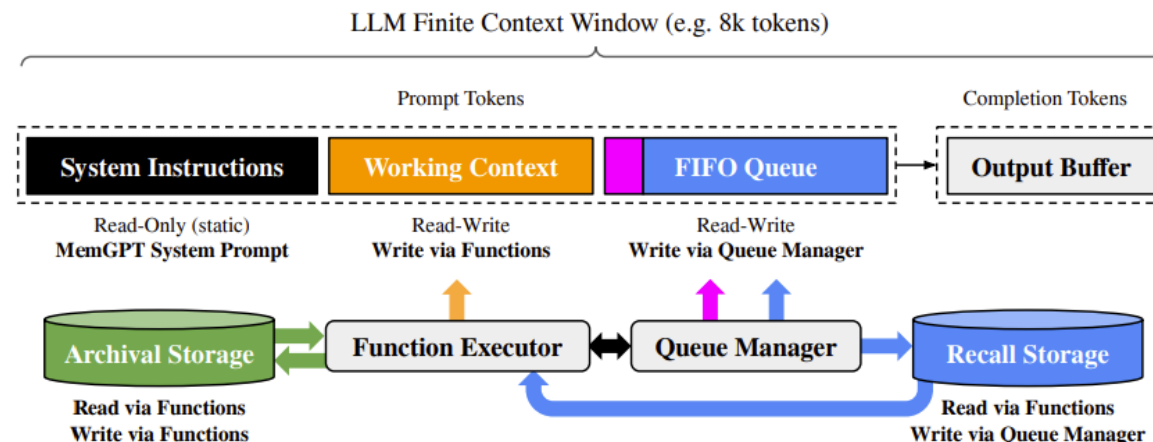 LLM Finite Context Window (e.g. 8k tokens)
Prompt Tokens
Completion Tokens
System Instructions
Working Context
FIFO Queue
Output Buffer
Read-Only (static)
MemGPT System Prompt
Read-Write
Write via Functions
Read-Write
Write via Queue Manager
Archival Storage
Function Executor
Queue Manager
Recall Storage
Read via Functions
Write via Functions
Read via Functions
Write via Queue Manager